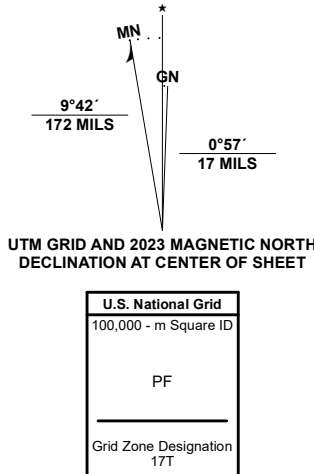 ★
MN
GN
9°42´
172 MILS
0°57´
17 MILS
UTM GRID AND 2023 MAGNETIC NORTH
DECLINATION AT CENTER OF SHEET
U.S. National Grid
100,000 - m Square ID
PF
Grid Zone Designation
17T